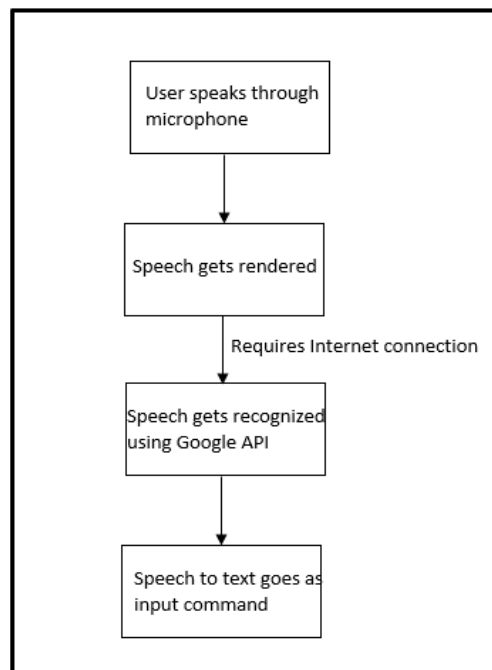 User speaks through
microphone
Speech gets rendered
Requires Internet connection
Speech gets recognized
using Google API
Speech to text goes as
input command